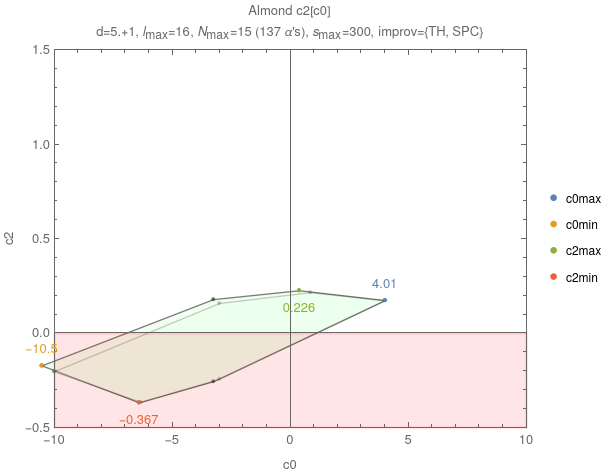 Almond c2[c0]
d=5.+1, lmax=16, Nmax=15 (137 α's), smax=300, improv={TH, SPC}
1.5
1.0
c2
0.5
0.0
−0.5
−10
−5
0
5
10
c0
4.01
0.226
−10.5
−0.367
c0max
c0min
c2max
c2min